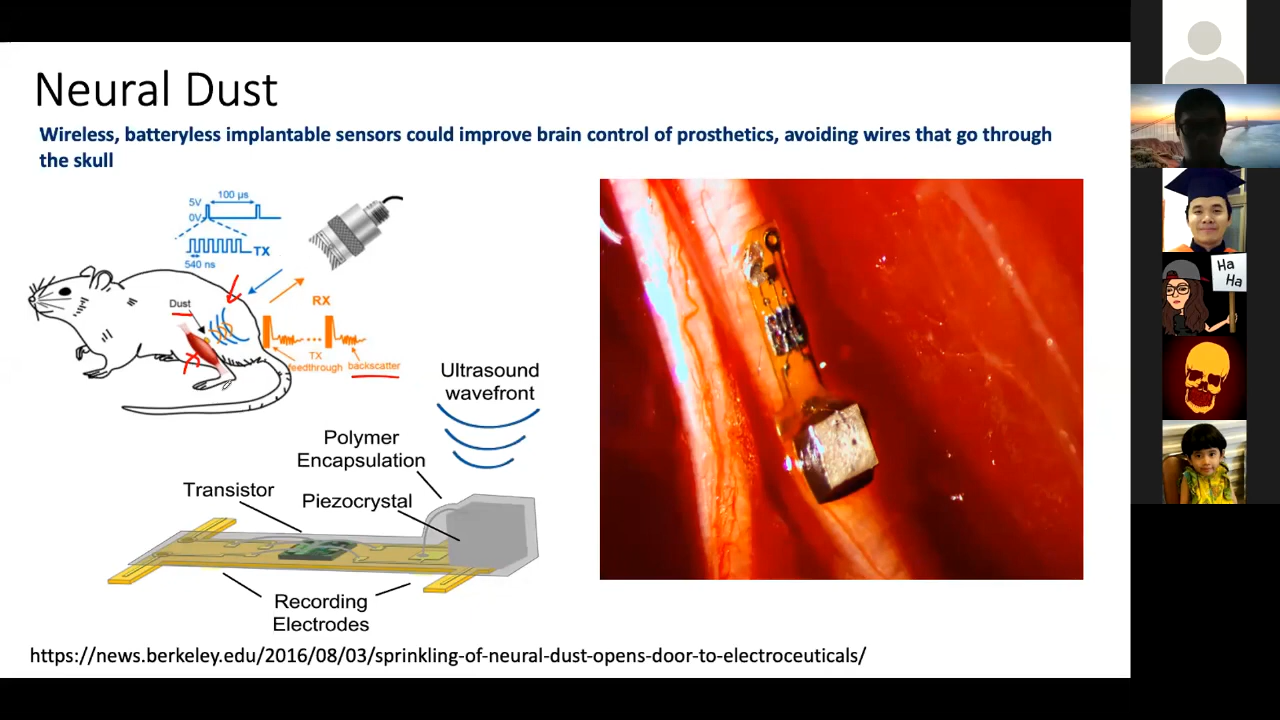 Neural Dust
Wireless, batteryless implantable sensors could improve brain control of prosthetics, avoiding wires that go through
the skull
100 µs
5V
0V
TX
540 ns
Dust
RX
TX
feedthrough
backscatter
Ultrasound
wavefront
Polymer
Encapsulation
Transistor
Piezocrystal
Recording
Electrodes
https://news.berkeley.edu/2016/08/03/sprinkling-of-neural-dust-opens-door-to-electroceuticals/
Ha
Ha